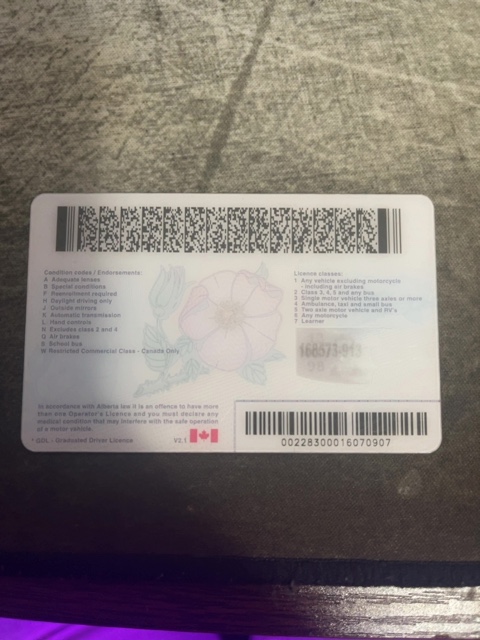 Condition codes / Endorsements:
A Adequate lenses
B Special conditions
F Haemochment required
H Daylight driving only
J Outside mirrors
K Automatic transmission
L Hand controls
N Excludes class 2 and 4
Q Air brakes
S School bus
W Restricted Commercial Class - Canada Only
Licence classes:
1 Any vehicle excluding motorcycle
- including air brakes
2 Class 3, 4, 5 and any bus
3 Single motor vehicle three axles or more
4 Ambulance, taxi and small bus
5 Two axle motor vehicle and RV's
6 Any motorcycle
7 Learner
In accordance with Alberta law it is an offence to have more
than one Operator's Licence and you must declare any
medical condition that may interfere with the safe operation
of a motor vehicle.
* GDL - Graduated Driver Licence
V2.1
00228300016070907